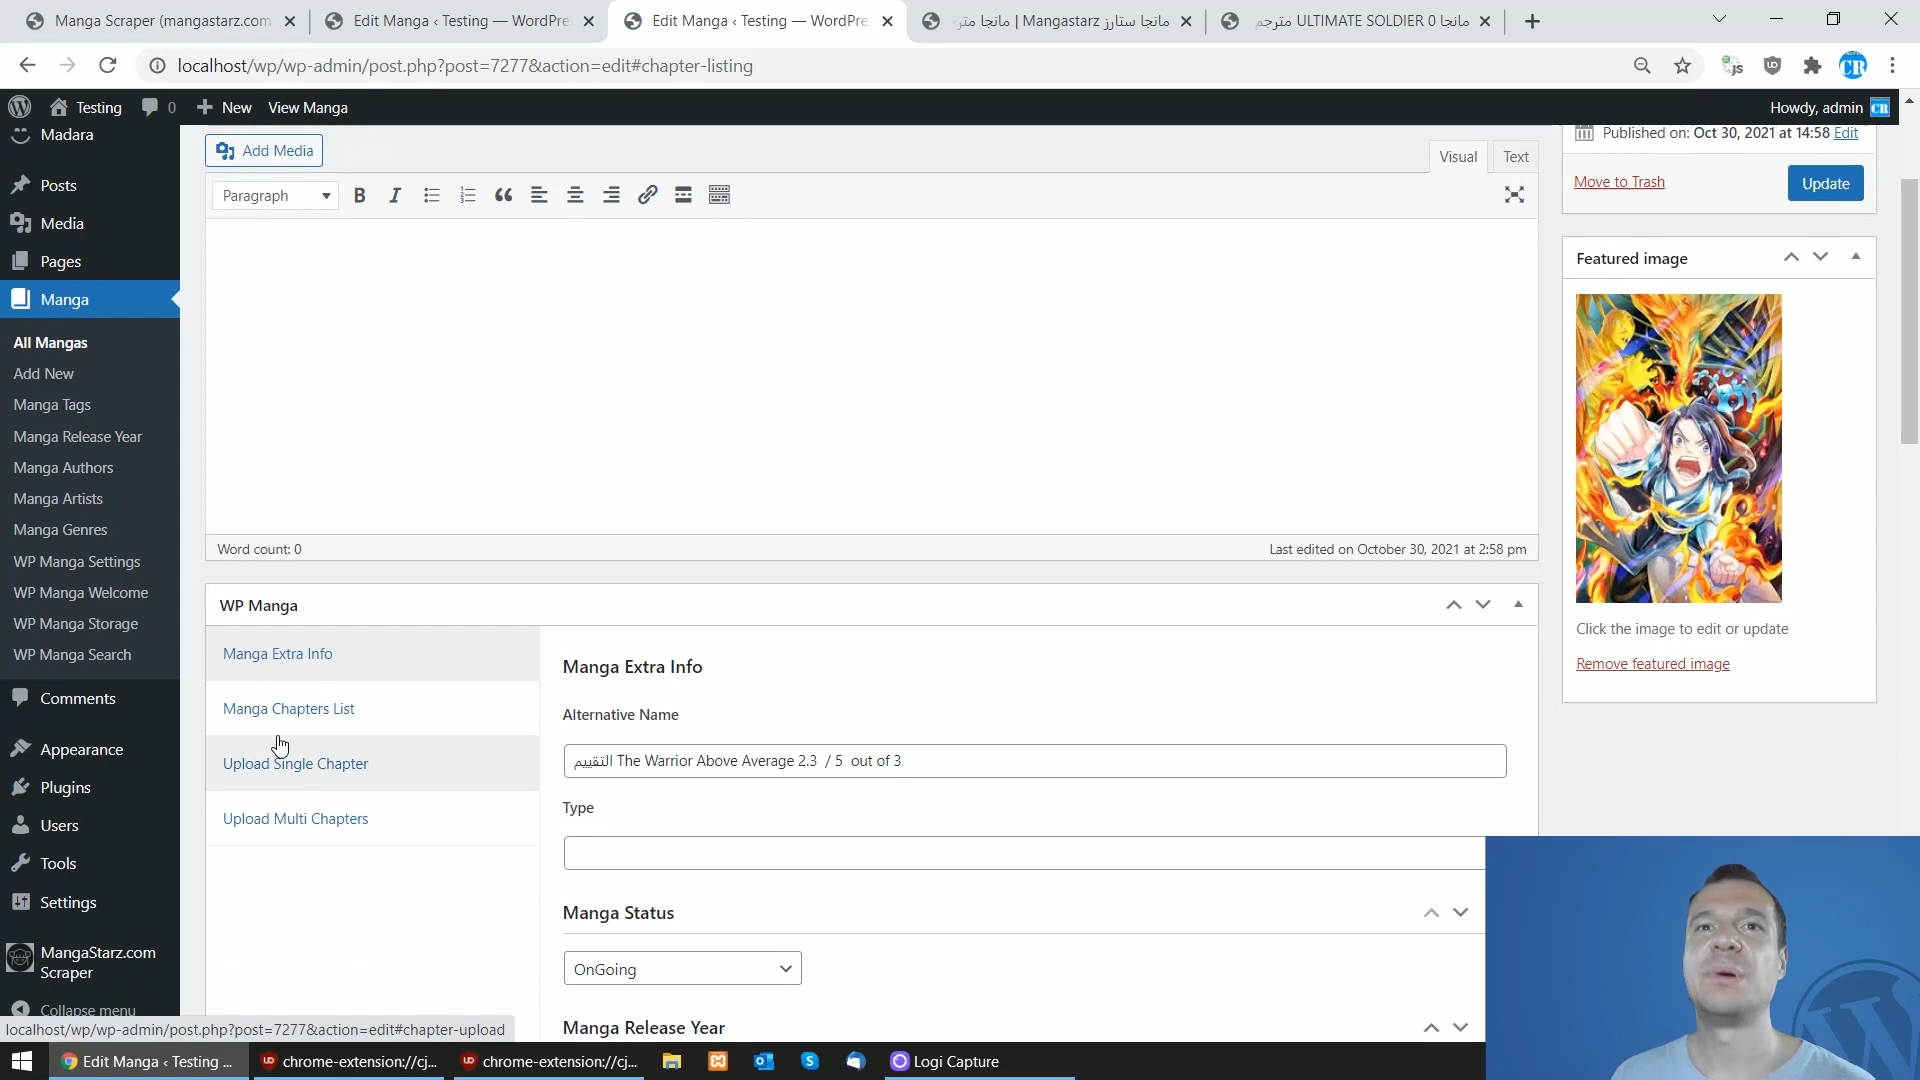 Manga Scraper (mangastarz.com
Edit Manga ‹ Testing — WordPre
Edit Manga ‹ Testing — WordPre
مانجا ستارز Mangastarz | مانجا متر
مانجا ULTIMATE SOLDIER 0 مترجم
localhost/wp/wp-admin/post.php?post=7277&action=edit#chapter-listing
Testing
0
New
View Manga
Howdy, admin
Madara
Posts
Media
Pages
Manga
All Mangas
Add New
Manga Tags
Manga Release Year
Manga Authors
Manga Artists
Manga Genres
WP Manga Settings
WP Manga Welcome
WP Manga Storage
WP Manga Search
Comments
Appearance
Plugins
Users
Tools
Settings
MangaStarz.com
Scraper
Collapse menu
Add Media
Visual
Text
Paragraph
Word count: 0
Last edited on October 30, 2021 at 2:58 pm
WP Manga
Manga Extra Info
Manga Chapters List
Upload Single Chapter
Upload Multi Chapters
Manga Extra Info
Alternative Name
التقييم The Warrior Above Average 2.3 / 5 out of 3
Type
Manga Status
OnGoing
Manga Release Year
Published on: Oct 30, 2021 at 14:58 Edit
Move to Trash
Update
Featured image
Click the image to edit or update
Remove featured image
localhost/wp/wp-admin/post.php?post=7277&action=edit#chapter-upload
Edit Manga ‹ Testing ...
chrome-extension://cj...
chrome-extension://cj...
Logi Capture